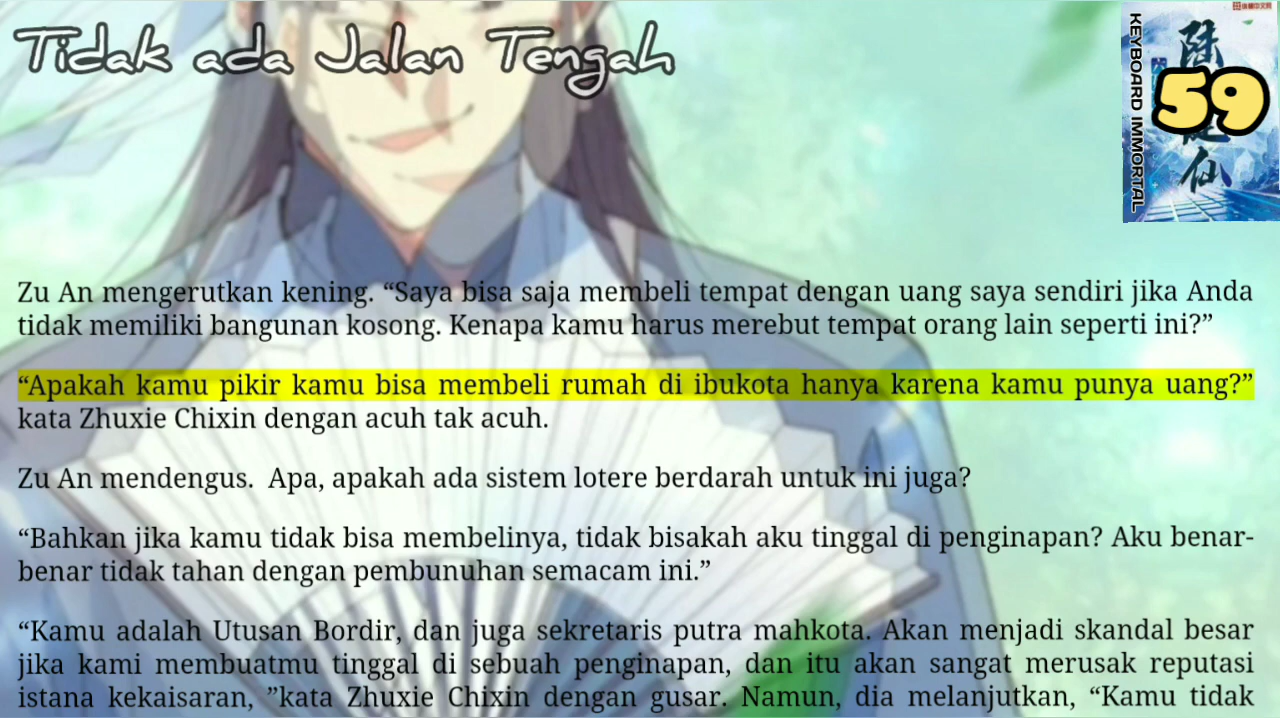 Tidak ada Jalan Tengah
KEYBOARD IMMORTAL
59
仙
Zu An mengerutkan kening. “Saya bisa saja membeli tempat dengan uang saya sendiri jika Anda
tidak memiliki bangunan kosong. Kenapa kamu harus merebut tempat orang lain seperti ini?”
“Apakah kamu pikir kamu bisa membeli rumah di ibukota hanya karena kamu punya uang?”
kata Zhuxie Chixin dengan acuh tak acuh.
Zu An mendengus.  Apa, apakah ada sistem lotere berdarah untuk ini juga?
“Bahkan jika kamu tidak bisa membelinya, tidak bisakah aku tinggal di penginapan? Aku benar-
benar tidak tahan dengan pembunuhan semacam ini.”
“Kamu adalah Utusan Bordir, dan juga sekretaris putra mahkota. Akan menjadi skandal besar
jika kami membuatmu tinggal di sebuah penginapan, dan itu akan sangat merusak reputasi
istana kekaisaran, ”kata Zhuxie Chixin dengan gusar. Namun, dia melanjutkan, “Kamu tidak